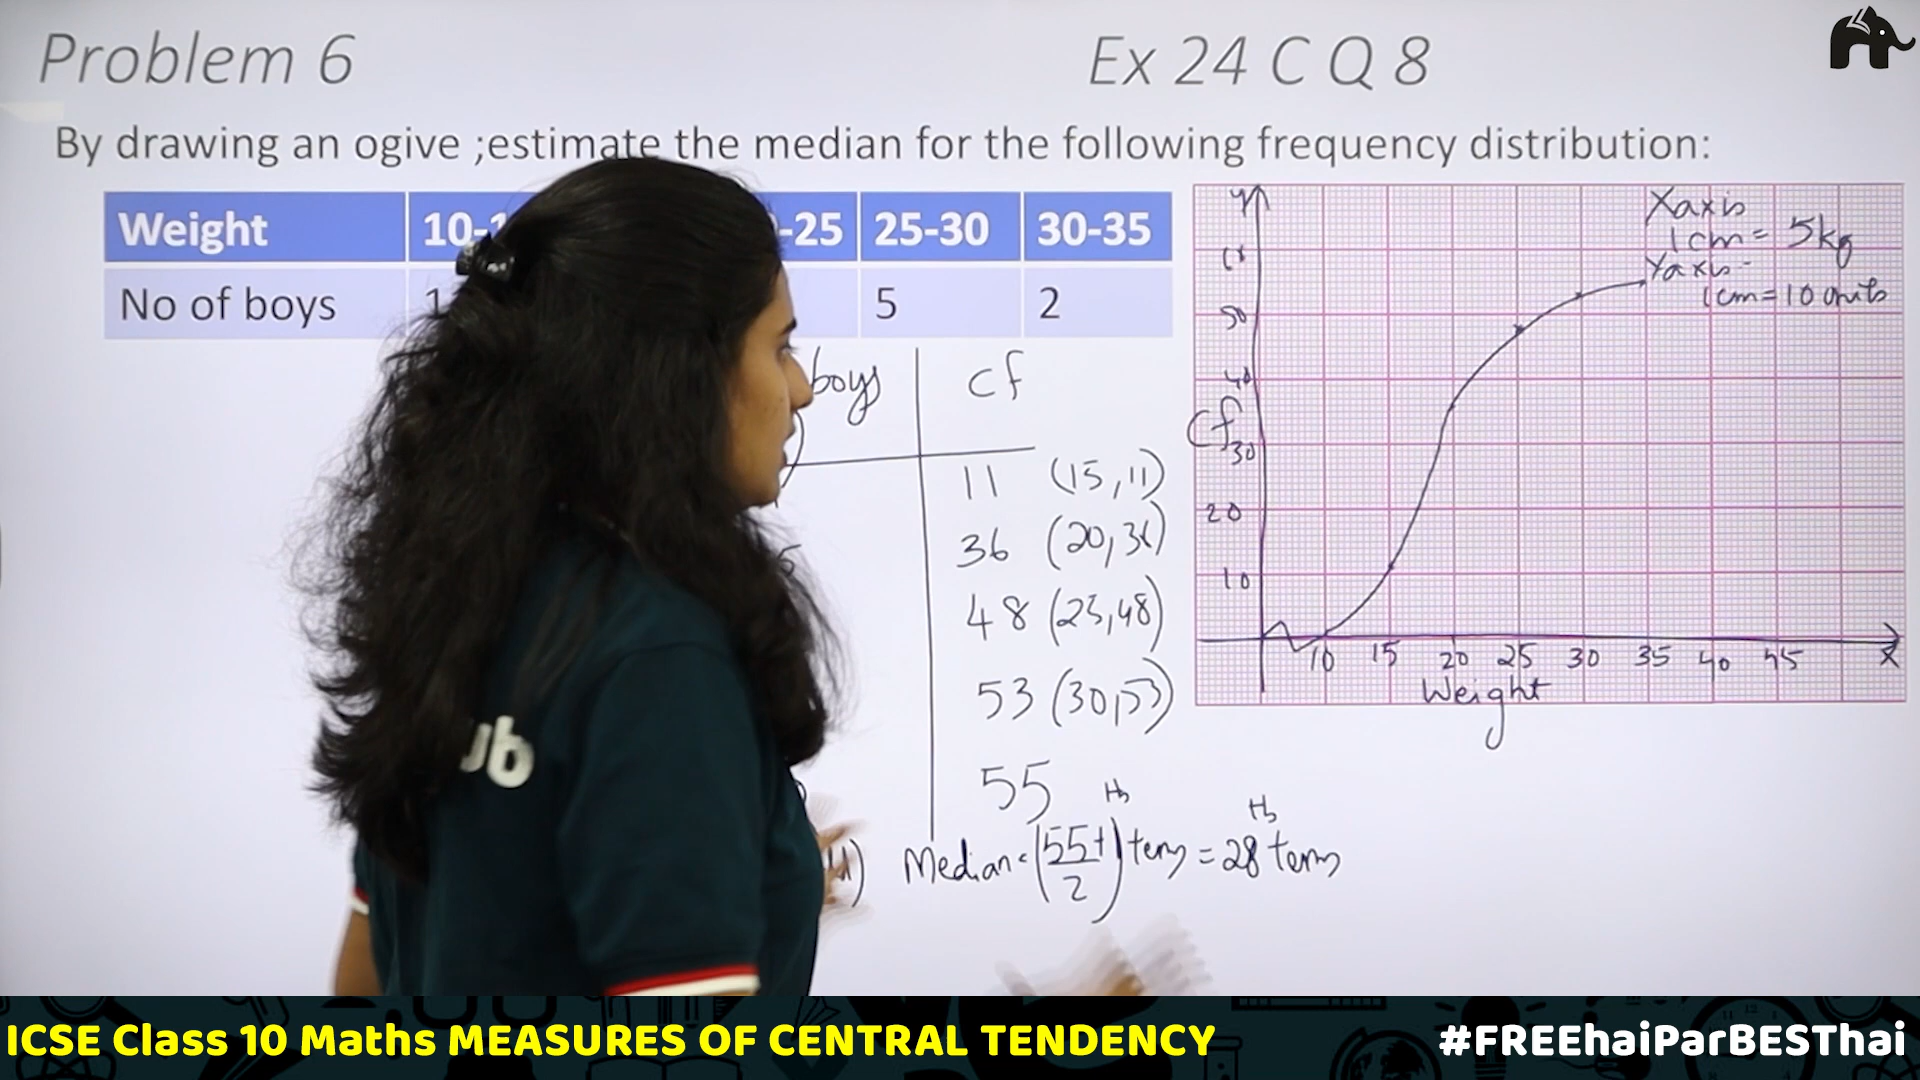 Problem 6
Ex 24 C Q 8
By drawing an ogive ;estimate the median for the following frequency distribution:
Weight 10-1 -25 25-30 30-35
No of boys 1 5 2
boys cf
11 (15,11)
36 (20,36)
48 (25,48)
53 (30,53)
55
Median = (55+1/2)th term = 28th term
y
X axis
1cm = 5kg
Y axis -
1cm = 10 units
50
40
cf
30
20
10
10 15 20 25 30 35 40 45 X
Weight
ub
ICSE Class 10 Maths MEASURES OF CENTRAL TENDENCY
#FREEhaiParBESThai